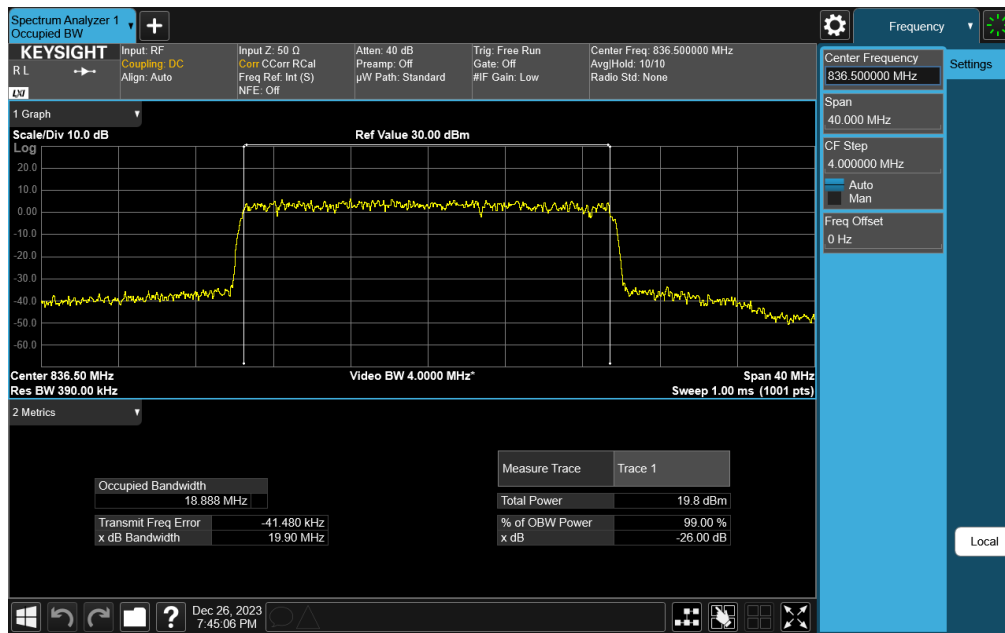 Spectrum Analyzer 1
Occupied BW
Frequency
KEYSIGHT
R L
LXI
Input: RF
Coupling: DC
Align: Auto
Input Z: 50 Ω
Corr CCorr RCal
Freq Ref: Int (S)
NFE: Off
Atten: 40 dB
Preamp: Off
µW Path: Standard
Trig: Free Run
Gate: Off
#IF Gain: Low
Center Freq: 836.500000 MHz
Avg|Hold: 10/10
Radio Std: None
Center Frequency
836.500000 MHz
Settings
Span
40.000 MHz
CF Step
4.000000 MHz
Auto
Man
Freq Offset
0 Hz
1 Graph
Scale/Div 10.0 dB
Ref Value 30.00 dBm
Log
20.0
10.0
0.00
-10.0
-20.0
-30.0
-40.0
-50.0
-60.0
Center 836.50 MHz
Video BW 4.0000 MHz*
Span 40 MHz
Res BW 390.00 kHz
Sweep 1.00 ms (1001 pts)
2 Metrics
Occupied Bandwidth
18.888 MHz
Transmit Freq Error -41.480 kHz
x dB Bandwidth 19.90 MHz
Measure Trace Trace 1
Total Power 19.8 dBm
% of OBW Power 99.00 %
x dB -26.00 dB
Local
?
Dec 26, 2023
7:45:06 PM